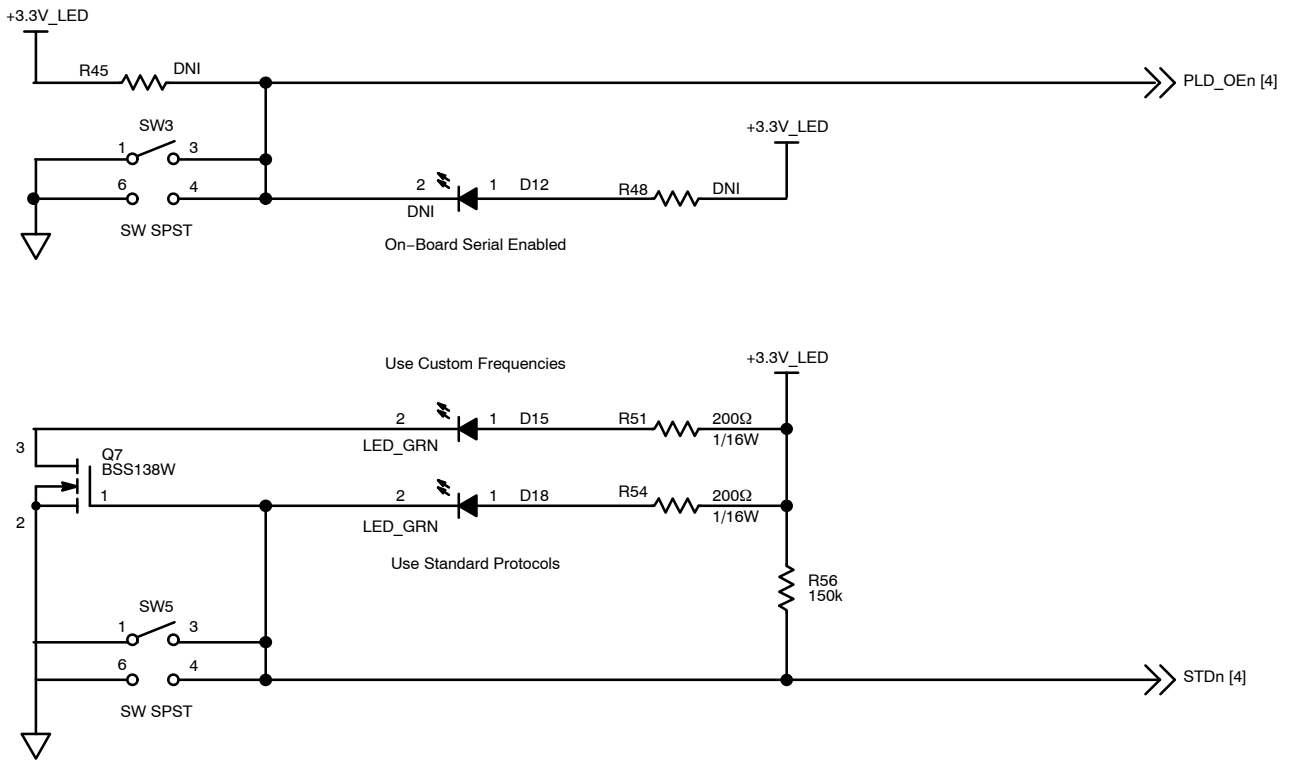 +3.3V_LED
R45
DNI
PLD_OEn [4]
SW3
1
3
6
4
SW SPST
+3.3V_LED
2
1
D12
R48
DNI
DNI
On−Board Serial Enabled
Use Custom Frequencies
+3.3V_LED
2
1
D15
R51
200Ω
1/16W
LED_GRN
3
Q7
BSS138W
1
2
2
1
D18
R54
200Ω
1/16W
LED_GRN
Use Standard Protocols
R56
150k
SW5
1
3
6
4
SW SPST
STDn [4]